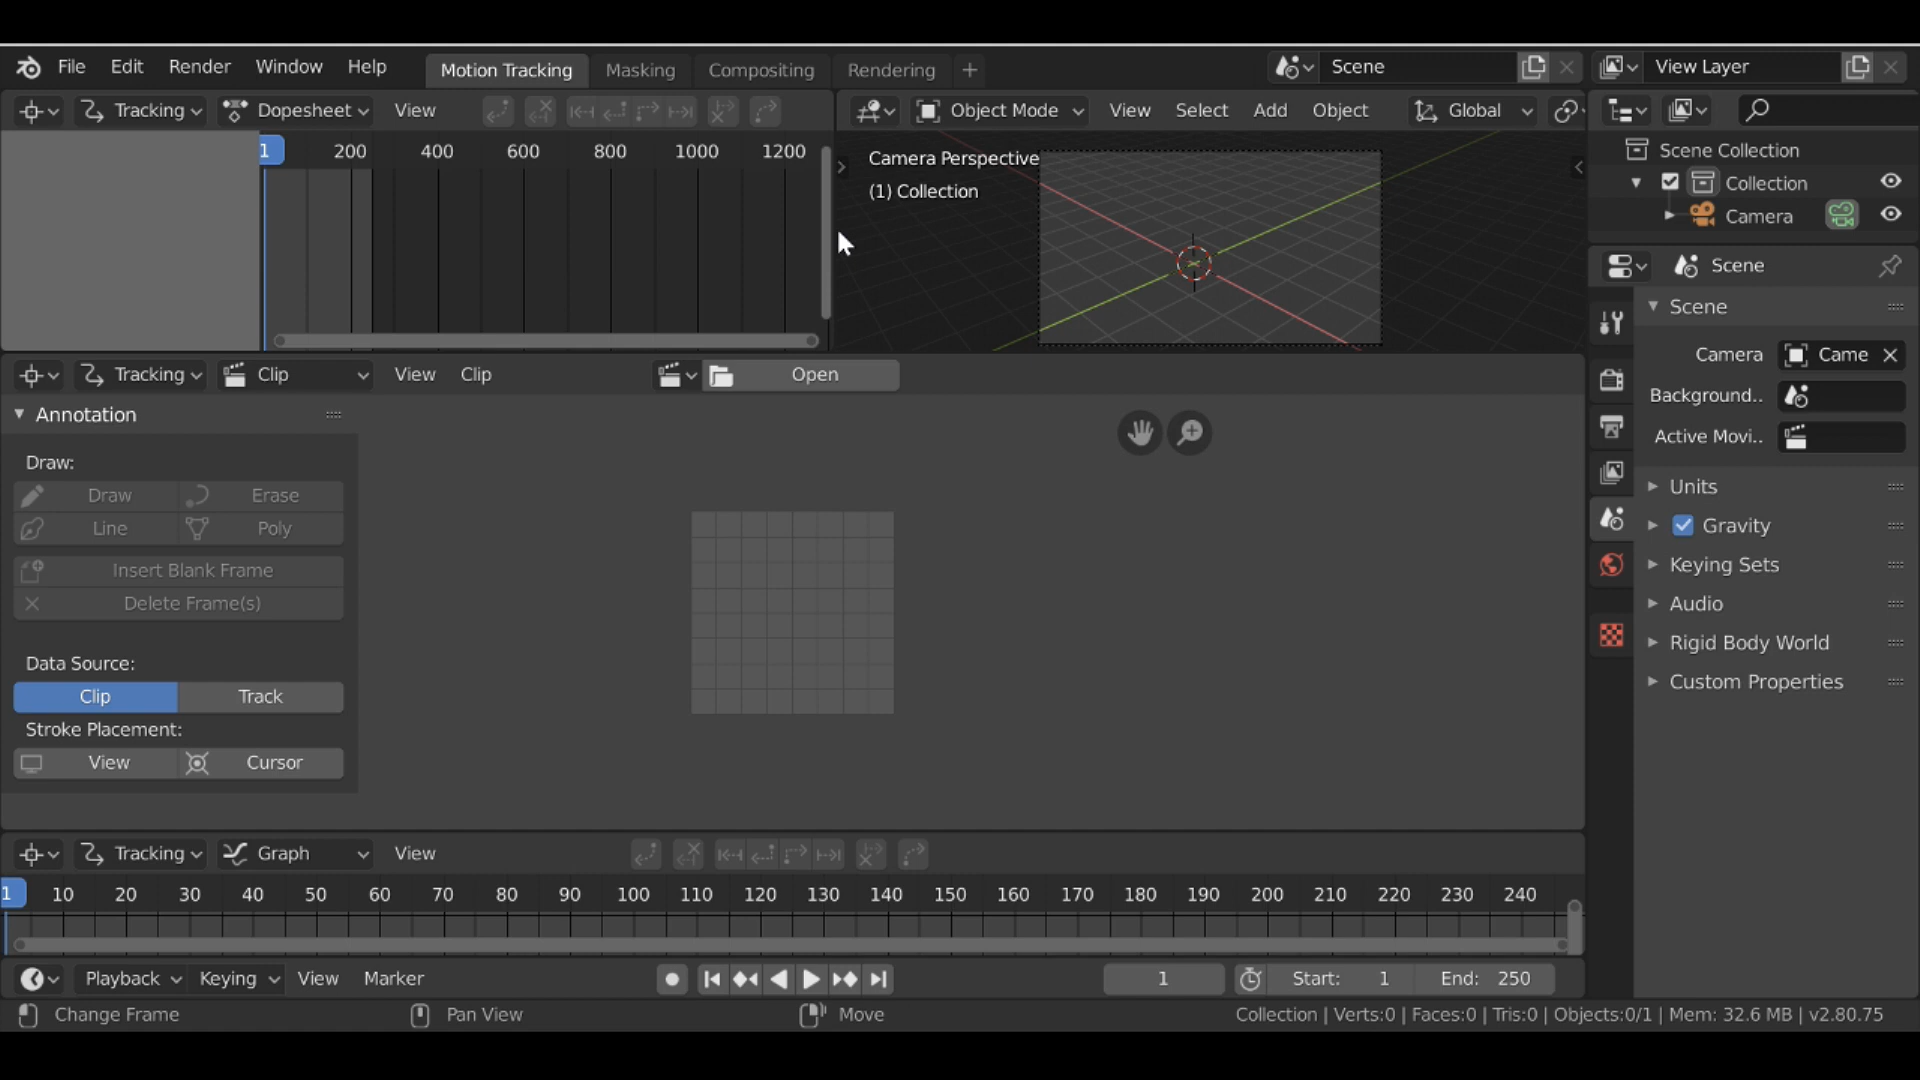 File Edit Render Window Help Motion Tracking Masking Compositing Rendering + Scene View Layer
Tracking Dopesheet View
Object Mode View Select Add Object Global
1 200 400 600 800 1000 1200
Camera Perspective
(1) Collection
Scene Collection
Collection
Camera
Scene
Scene
Camera Came
Background..
Active Movi..
Units
Gravity
Keying Sets
Audio
Rigid Body World
Custom Properties
Tracking Clip View Clip Open
Annotation
Draw:
Draw Erase
Line Poly
Insert Blank Frame
Delete Frame(s)
Data Source:
Clip Track
Stroke Placement:
View Cursor
Tracking Graph View
1 10 20 30 40 50 60 70 80 90 100 110 120 130 140 150 160 170 180 190 200 210 220 230 240
Playback Keying View Marker 1 Start: 1 End: 250
Change Frame Pan View Move Collection | Verts:0 | Faces:0 | Tris:0 | Objects:0/1 | Mem: 32.6 MB | v2.80.75